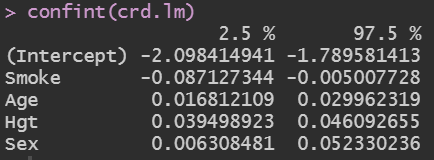 > confint(crd.lm)
2.5 % 97.5 %
(Intercept) -2.098414941 -1.789581413
Smoke -0.087127344 -0.005007728
Age 0.016812109 0.029962319
Hgt 0.039498923 0.046092655
Sex 0.006308481 0.052330236